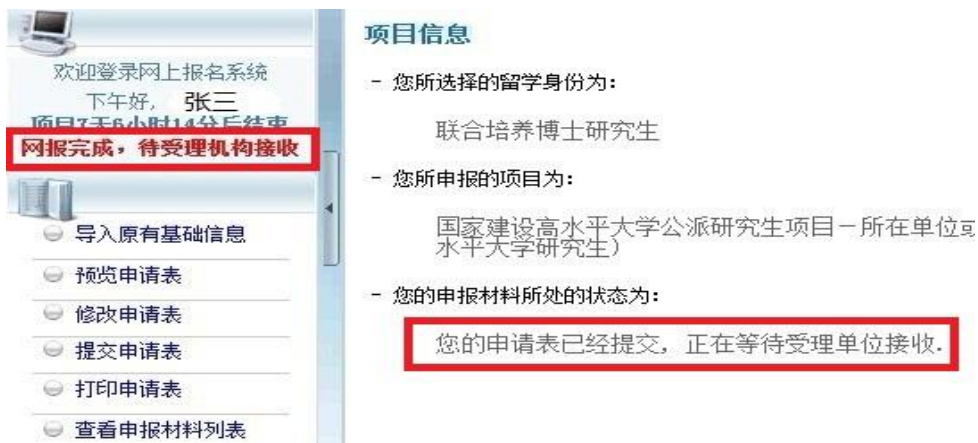 欢迎登录网上报名系统
下午好, 张三
项目7天6小时14分后结束
网报完成，待受理机构接收
导入原有基础信息
预览申请表
修改申请表
提交申请表
打印申请表
查看申报材料列表
项目信息
- 您所选择的留学身份为:
联合培养博士研究生
- 您所申报的项目为:
国家建设高水平大学公派研究生项目－所在单位或
水平大学研究生)
- 您的申报材料所处的状态为:
您的申请表已经提交, 正在等待受理单位接收.